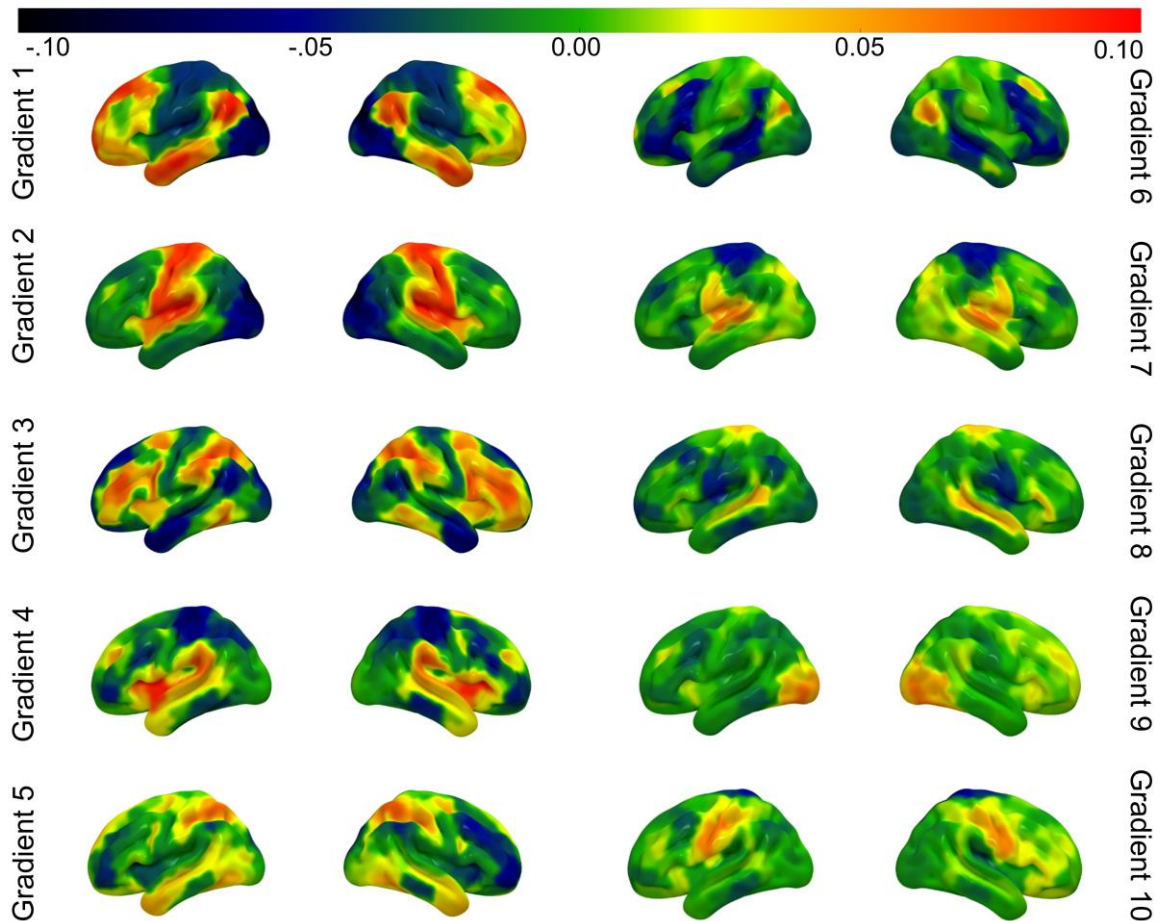 -.10 -.05 0.00 0.05 0.10
Gradient 1
Gradient 6
Gradient 2
Gradient 7
Gradient 3
Gradient 8
Gradient 4
Gradient 9
Gradient 5
Gradient 10